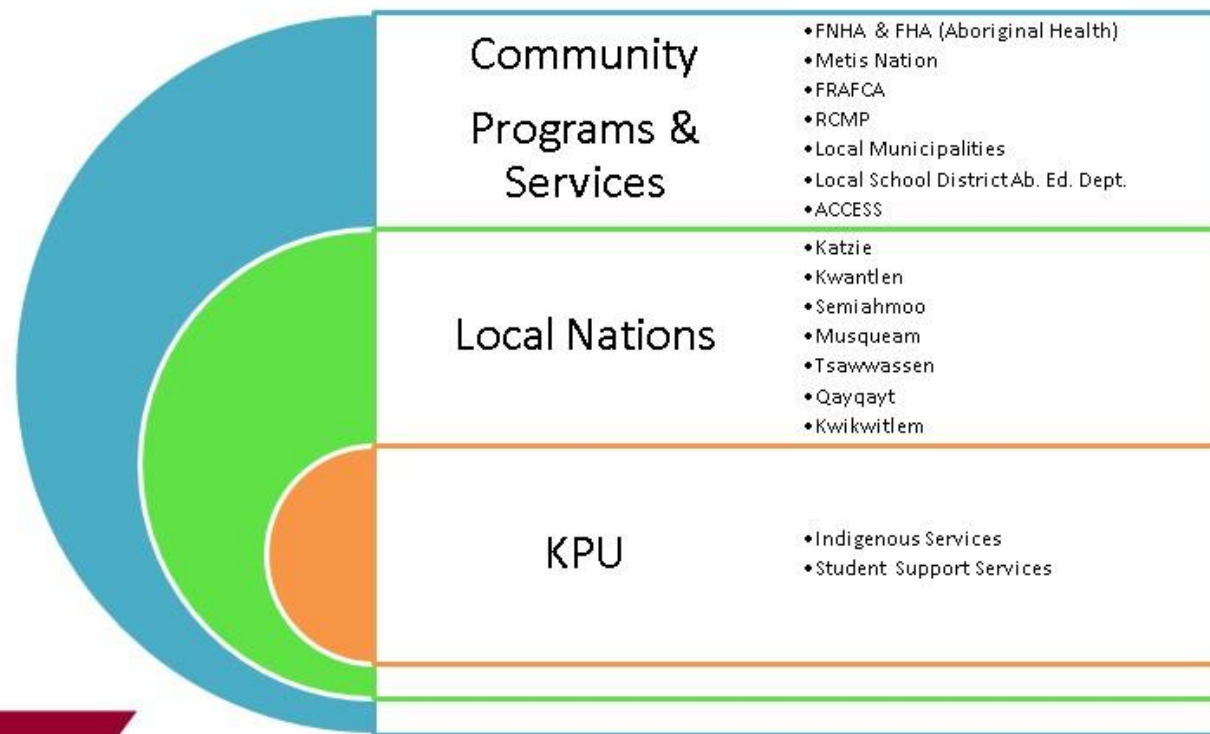 Community
Programs &
Services
•FNHA & FHA (Aboriginal Health)
•Metis Nation
•FRAFCA
•RCMP
•Local Municipalities
•Local School District Ab. Ed. Dept.
•ACCESS
Local Nations
•Katzie
•Kwantlen
•Semiahmoo
•Musqueam
•Tsawwassen
•Qayqayt
•Kwikwitlem
KPU
•Indigenous Services
•Student Support Services